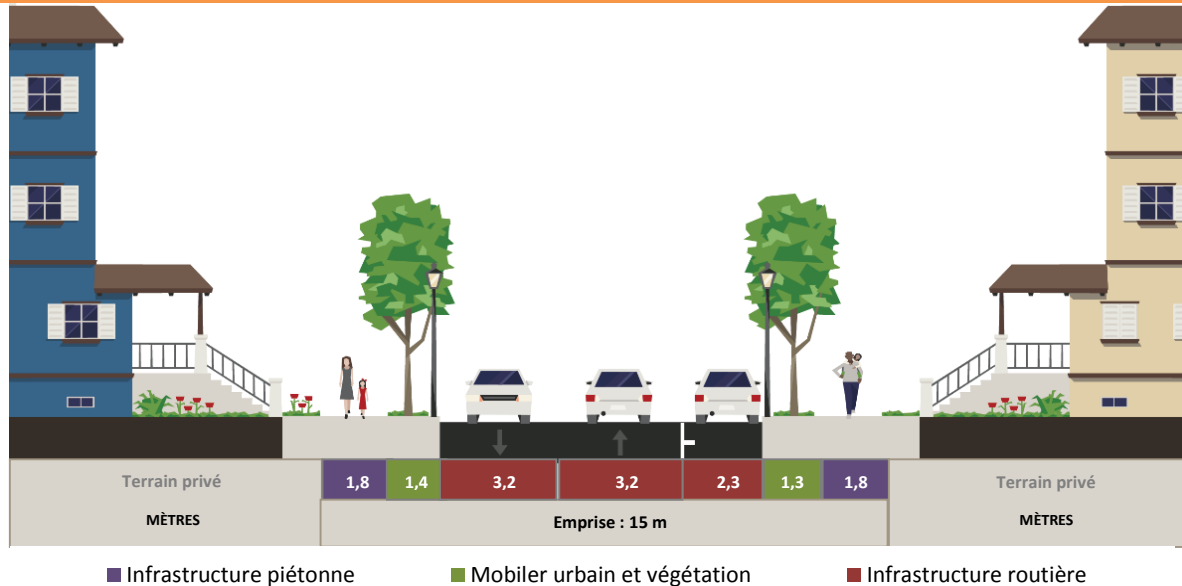 Terrain privé
1,8
1,4
3,2
3,2
2,3
1,3
1,8
Terrain privé
MÈTRES
Emprise : 15 m
MÈTRES
Infrastructure piétonne
Mobiler urbain et végétation
Infrastructure routière